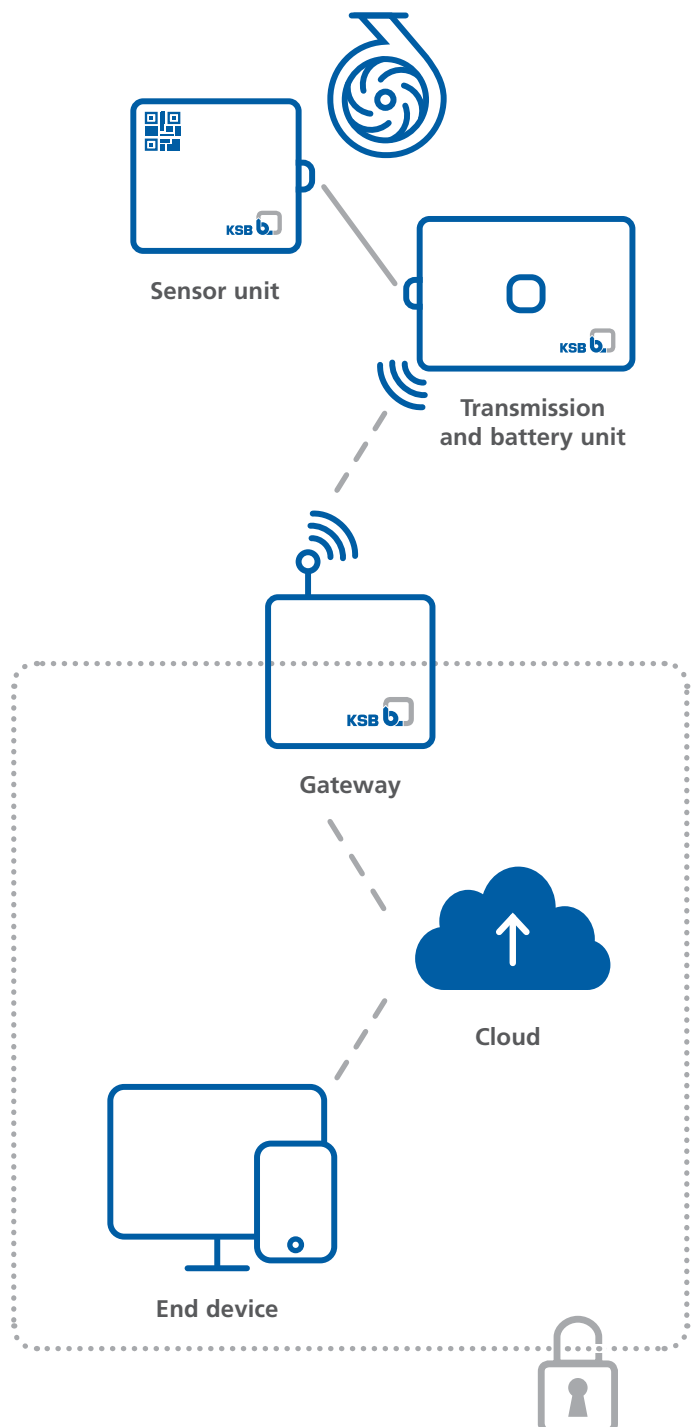 KSB b.
Sensor unit
KSB b.
Transmission
and battery unit
KSB b.
Gateway
Cloud
End device